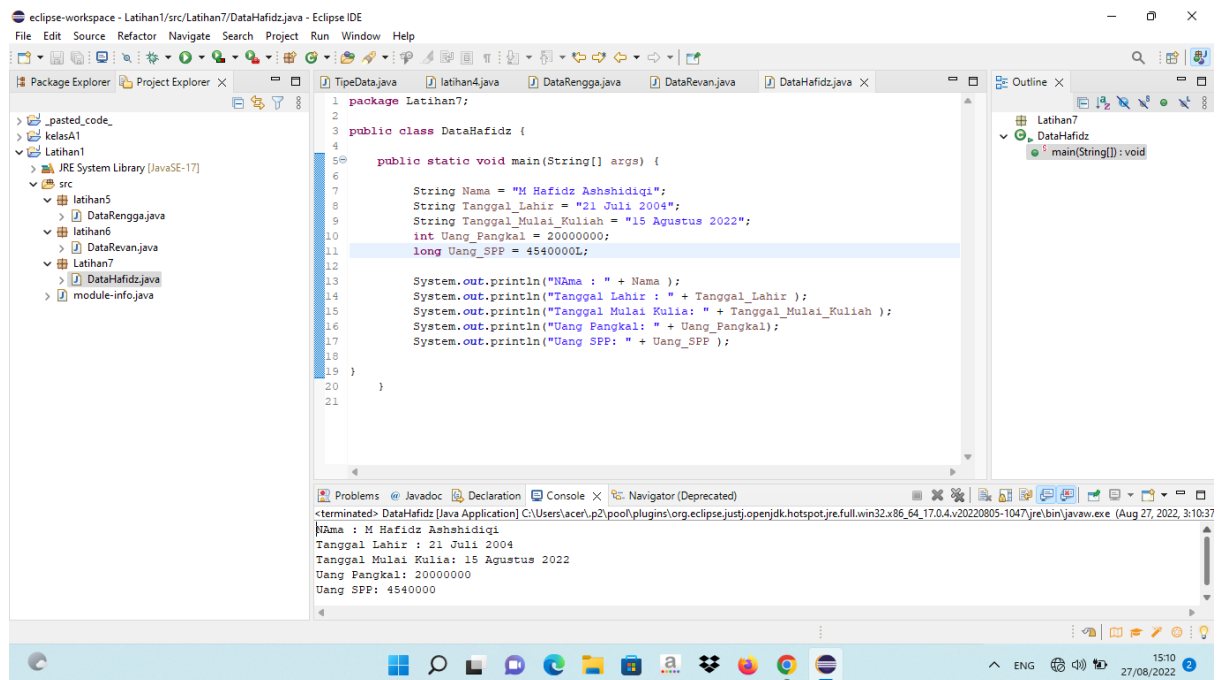 eclipse-workspace - Latihan1/src/Latihan7/DataHafidz.java - Eclipse IDE
File Edit Source Refactor Navigate Search Project Run Window Help
Package Explorer Project Explorer
_pasted_code_
kelasA1
Latihan1
JRE System Library [JavaSE-17]
src
latihan5
DataRengga.java
latihan6
DataRevan.java
Latihan7
DataHafidz.java
module-info.java
TipeData.java latihan4.java DataRengga.java DataRevan.java DataHafidz.java
1 package Latihan7;
2
3 public class DataHafidz {
4
5 public static void main(String[] args) {
6
7 String Nama = "M Hafidz Ashshidiqi";
8 String Tanggal_Lahir = "21 Juli 2004";
9 String Tanggal_Mulai_Kuliah = "15 Agustus 2022";
10 int Uang_Pangkal = 20000000;
11 long Uang_SPP = 4540000L;
12
13 System.out.println("NAma : " + Nama );
14 System.out.println("Tanggal Lahir : " + Tanggal_Lahir );
15 System.out.println("Tanggal Mulai Kulia: " + Tanggal_Mulai_Kuliah );
16 System.out.println("Uang Pangkal: " + Uang_Pangkal);
17 System.out.println("Uang SPP: " + Uang_SPP );
18
19 }
20 }
21
Outline
Latihan7
DataHafidz
main(String[]) : void
Problems Javadoc Declaration Console Navigator (Deprecated)
<terminated> DataHafidz [Java Application] C:\Users\acer\.p2\pool\plugins\org.eclipse.justj.openjdk.hotspot.jre.full.win32.x86_64_17.0.4.v20220805-1047\jre\bin\javaw.exe (Aug 27, 2022, 3:10:37
NAma : M Hafidz Ashshidiqi
Tanggal Lahir : 21 Juli 2004
Tanggal Mulai Kulia: 15 Agustus 2022
Uang Pangkal: 20000000
Uang SPP: 4540000
ENG
15:10
27/08/2022
2